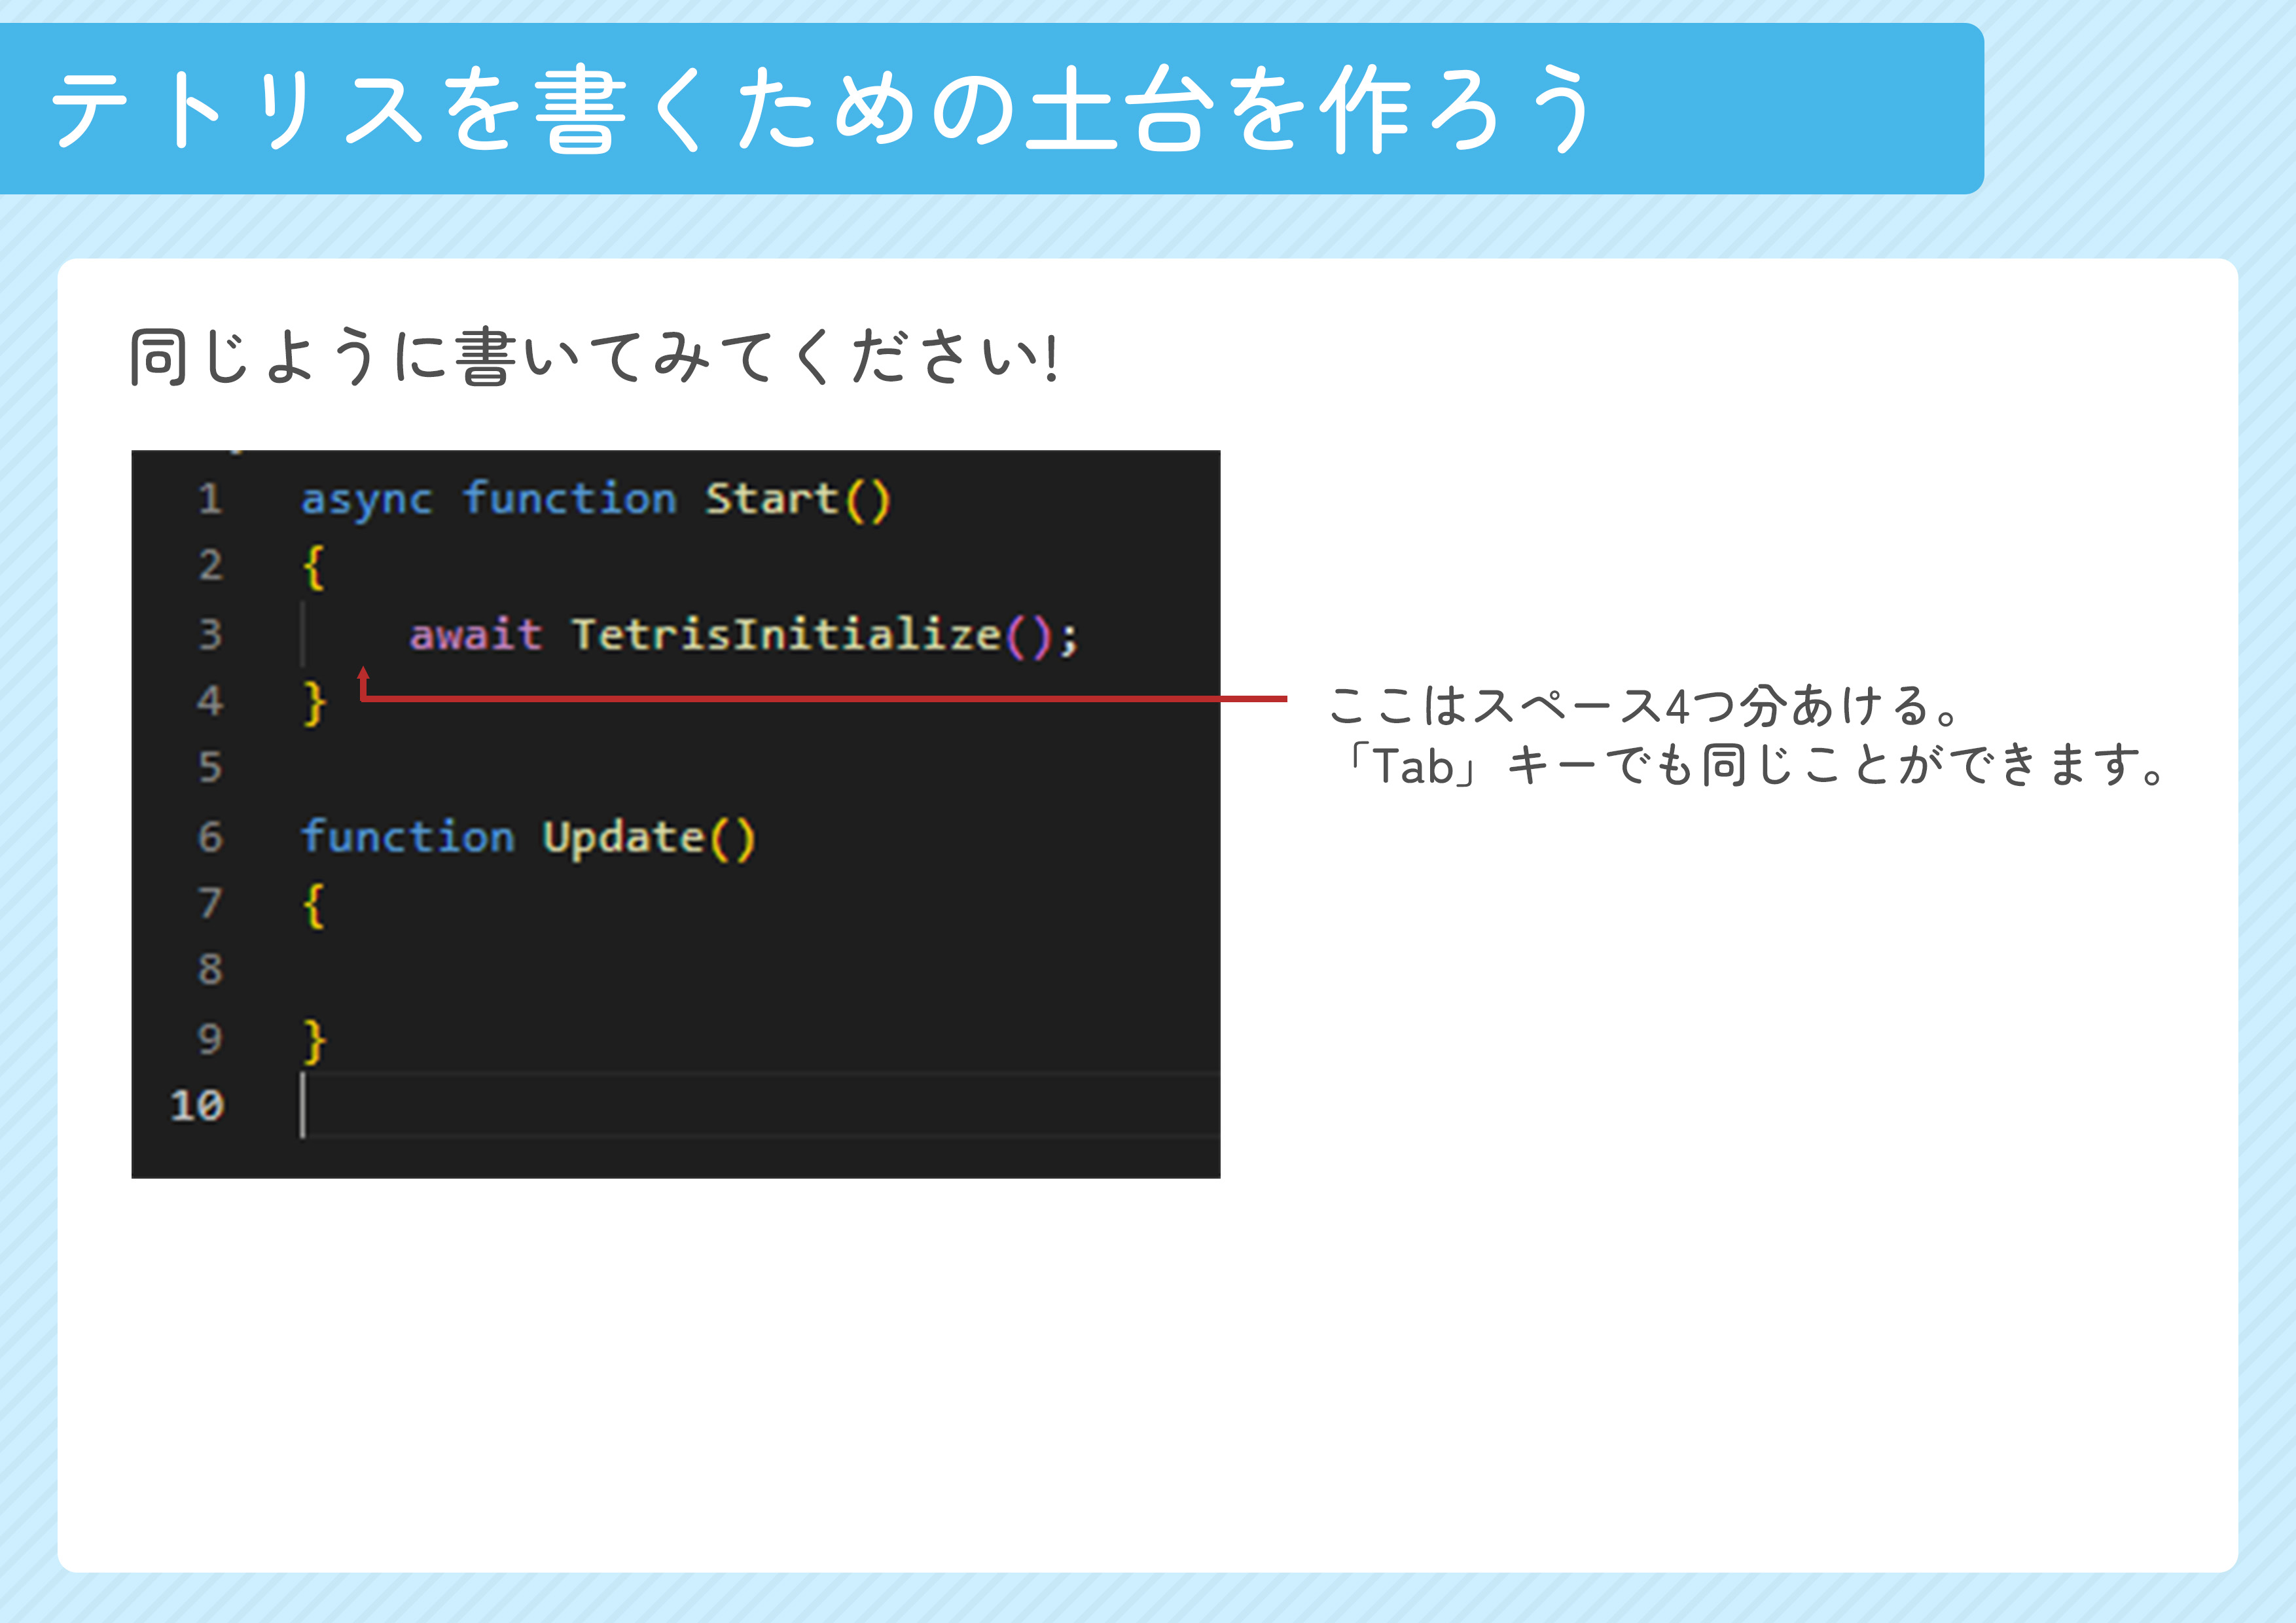 テトリスを書くための土台を作ろう
同じように書いてみてください!
1 async function Start()
2 {
3     await TetrisInitialize();
4 }
5
6 function Update()
7 {
8
9 }
10
ここはスペース4つ分あける。
「Tab」キーでも同じことができます。